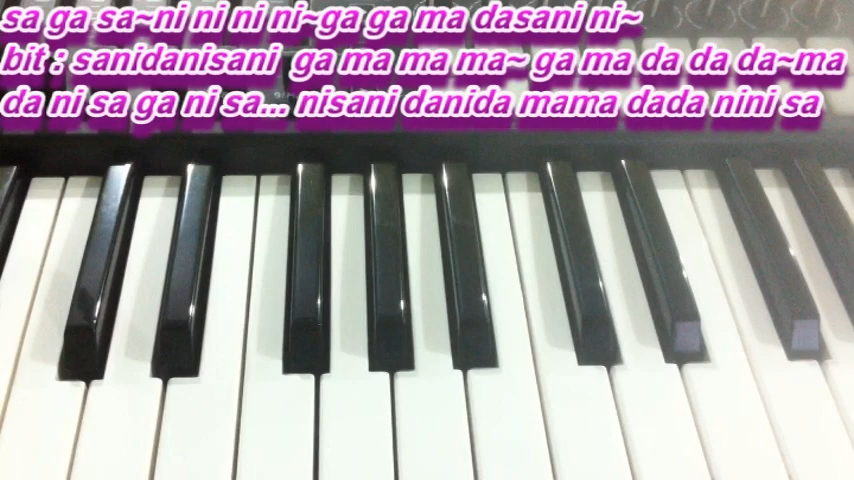 sa ga sa~ni ni ni ni~ga ga ma dasani ni~
bit : sanidanisani ga ma ma ma~ ga ma da da da~ma
da ni sa ga ni sa... nisani danida mama dada nini sa